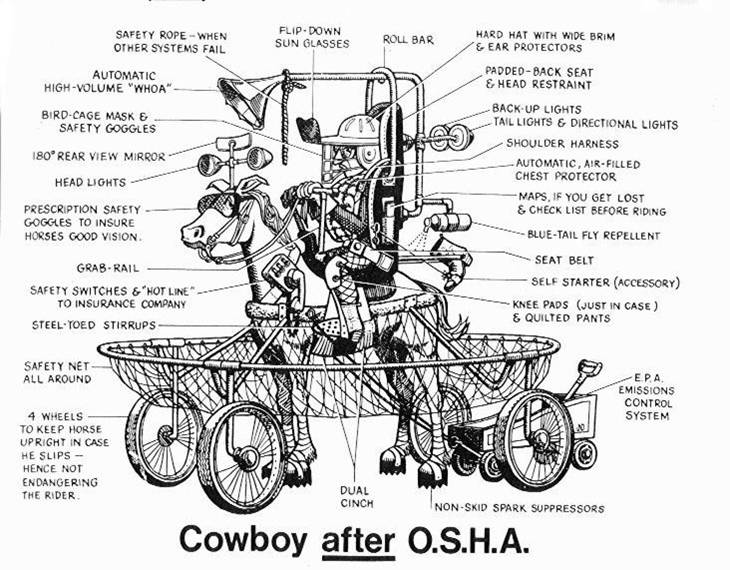 SAFETY ROPE – WHEN
OTHER SYSTEMS FAIL
FLIP-DOWN
SUN GLASSES
ROLL BAR
HARD HAT WITH WIDE BRIM
& EAR PROTECTORS
AUTOMATIC
HIGH-VOLUME "WHOA"
PADDED-BACK SEAT
& HEAD RESTRAINT
BIRD-CAGE MASK &
SAFETY GOGGLES
BACK-UP LIGHTS
TAIL LIGHTS & DIRECTIONAL LIGHTS
SHOULDER HARNESS
180° REAR VIEW MIRROR
AUTOMATIC, AIR-FILLED
CHEST PROTECTOR
HEAD LIGHTS
MAPS, IF YOU GET LOST
& CHECK LIST BEFORE RIDING
PRESCRIPTION SAFETY
GOGGLES TO INSURE
HORSES GOOD VISION.
BLUE-TAIL FLY REPELLENT
SEAT BELT
GRAB-RAIL
SELF STARTER (ACCESSORY)
SAFETY SWITCHES & "HOT LINE"
TO INSURANCE COMPANY
KNEE PADS (JUST IN CASE)
& QUILTED PANTS
STEEL-TOED STIRRUPS
SAFETY NET
ALL AROUND
E.P.A.
EMISSIONS
CONTROL
SYSTEM
4 WHEELS
TO KEEP HORSE
UPRIGHT IN CASE
HE SLIPS –
HENCE NOT
ENDANGERING
THE RIDER.
DUAL
CINCH
NON-SKID SPARK SUPPRESSORS
Cowboy after O.S.H.A.